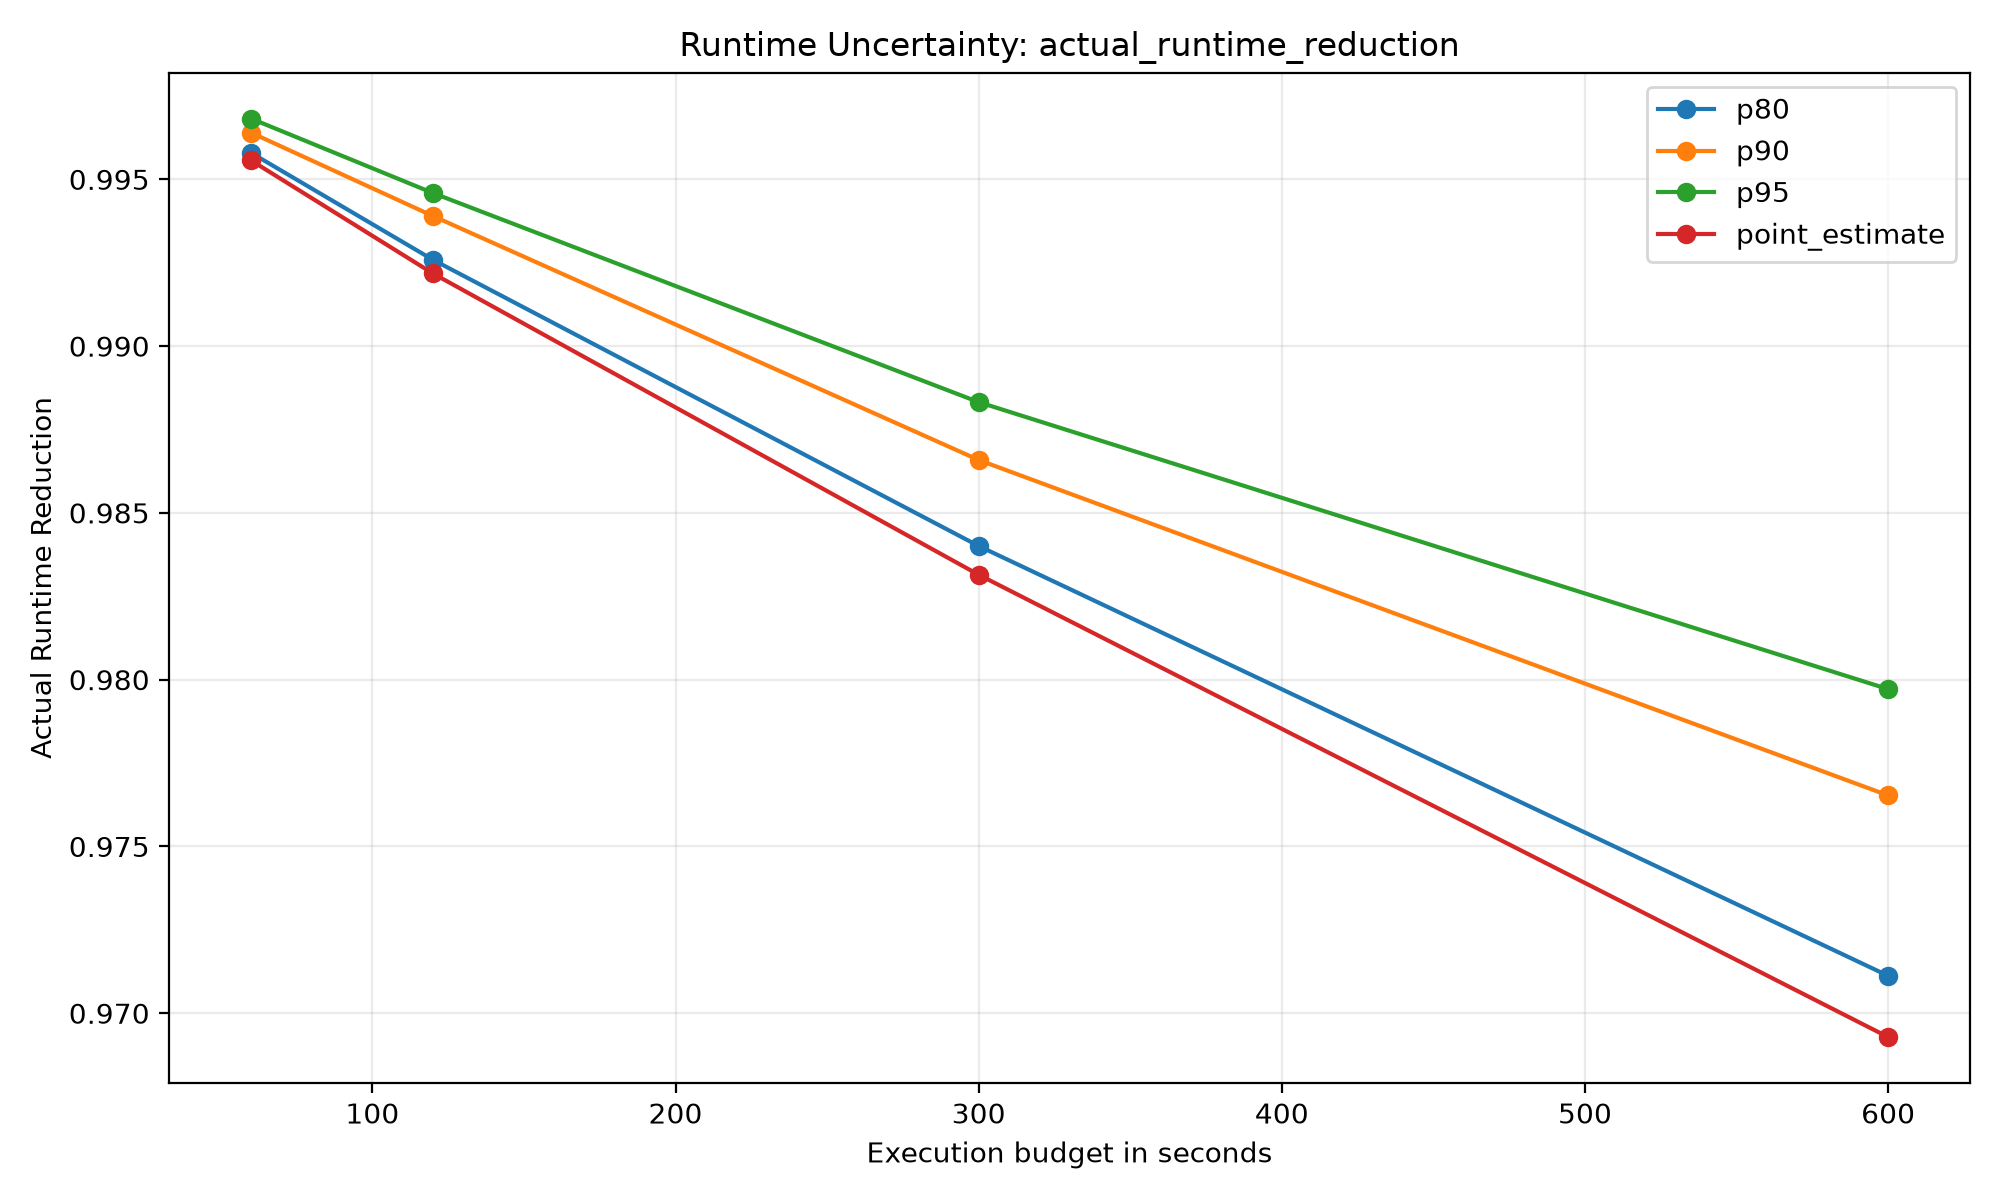 Runtime Uncertainty: actual_runtime_reduction
p80
p90
p95
point_estimate
Actual Runtime Reduction
0.995
0.990
0.985
0.980
0.975
0.970
100 200 300 400 500 600
Execution budget in seconds